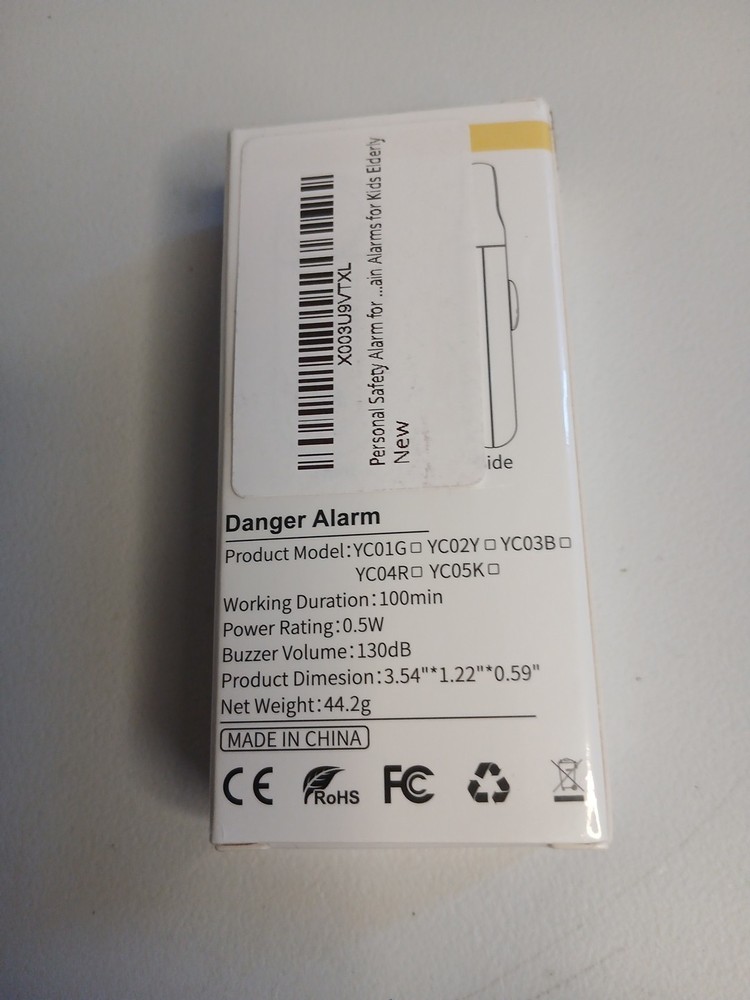 X003U9VTXL
Personal Safety Alarm for ...ain Alarms for Kids Elderly
New
ide
Danger Alarm
Product Model:YC01G□ YC02Y□ YC03B□
YC04R□ YC05K□
Working Duration:100min
Power Rating:0.5W
Buzzer Volume:130dB
Product Dimesion:3.54"*1.22"*0.59"
Net Weight:44.2g
MADE IN CHINA
CE RoHS FC